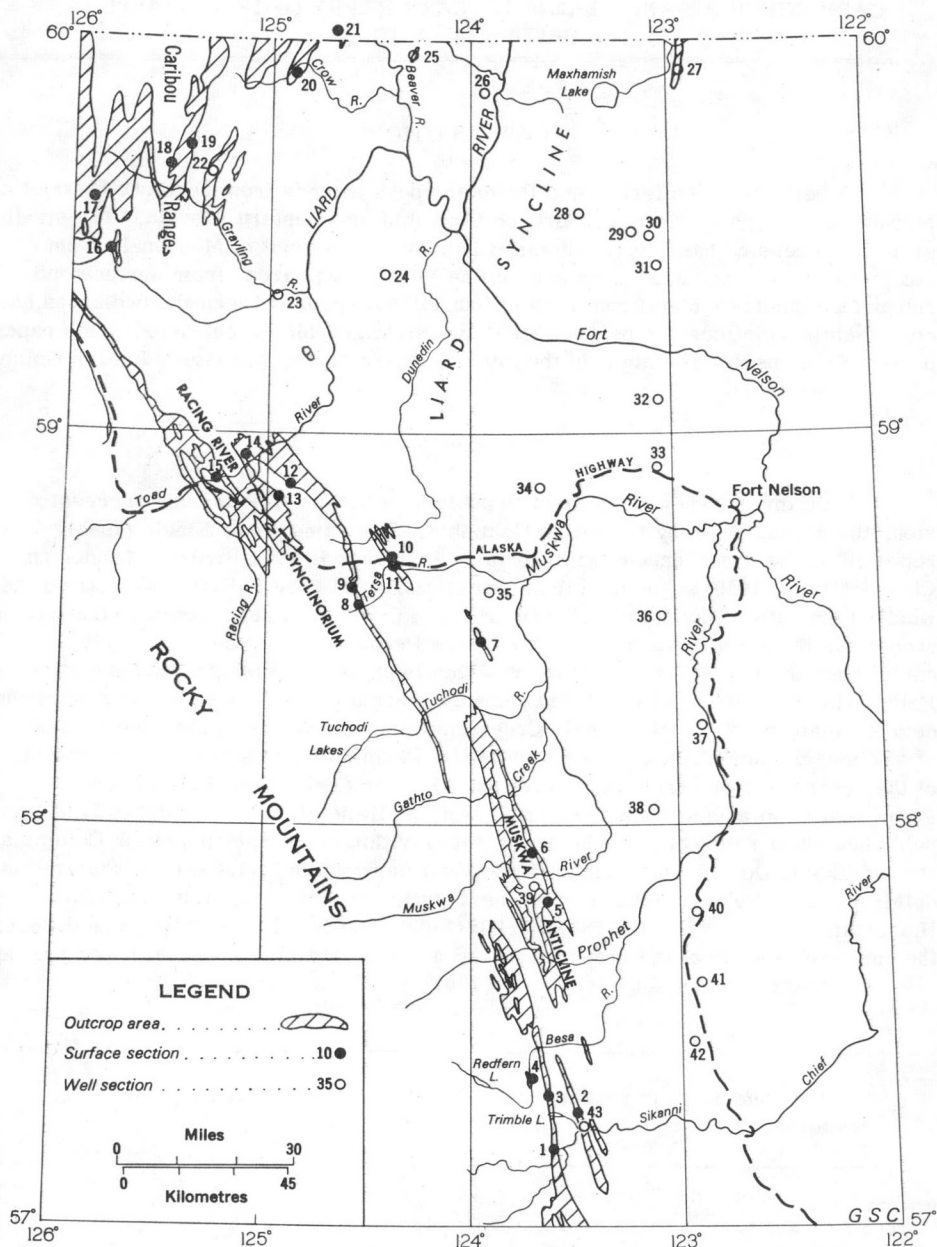 126°
125°
124°
123°
122°
60°
60°
21
25
Caribou
Ranges
20
Crow
R.
Beaver
R.
26
RIVER
Maxhamish
Lake
27
18
19
22
17
16
Grayling
R.
LIARD
SYNCLINE
28
29
30
31
24
23
Dunedin
R.
LIARD
Fort
Nelson
32
59°
59°
RACING RIVER
SYNCLINORIUM
River
14
15
12
13
Toad
33
34
HIGHWAY
Fort Nelson
River
Muskwa
ALASKA
R.
10
11
9
8
Tetsa
35
River
36
River
Racing R.
7
ROCKY
MOUNTAINS
Tuchodi
R.
Tuchodi
Lakes
Gathto
Creek
37
38
58°
58°
MUSKWA
ANTICLINE
6
River
Muskwa
39
5
Prophet
40
River
41
42
R.
Besa
Redfern
L.
4
3
2
43
Trimble L.
Sikanni
Chief
1
LEGEND
Outcrop area
Surface section 10
Well section 35
Miles
0 30
0 45
Kilometres
57°
57°
GSC
126°
125°
124°
123°
122°